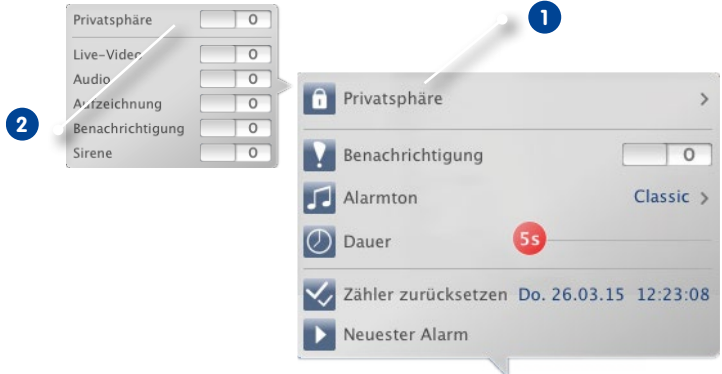 1
Privatsphäre 0
2
Live-Video 0
Audio 0
Aufzeichnung 0
Benachrichtigung 0
Sirene 0
Privatsphäre >
Benachrichtigung 0
Alarmton Classic >
Dauer 5s
Zähler zurücksetzen Do. 26.03.15 12:23:08
Neuester Alarm